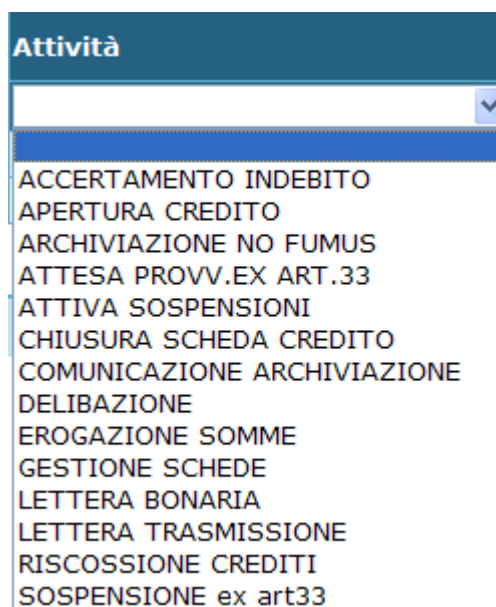 Attività
ACCERTAMENTO INDEBITO
APERTURA CREDITO
ARCHIVIAZIONE NO FUMUS
ATTESA PROVV.EX ART.33
ATTIVA SOSPENSIONI
CHIUSURA SCHEDA CREDITO
COMUNICAZIONE ARCHIVIAZIONE
DELIBAZIONE
EROGAZIONE SOMME
GESTIONE SCHEDE
LETTERA BONARIA
LETTERA TRASMISSIONE
RISCOSSIONE CREDITI
SOSPENSIONE ex art33